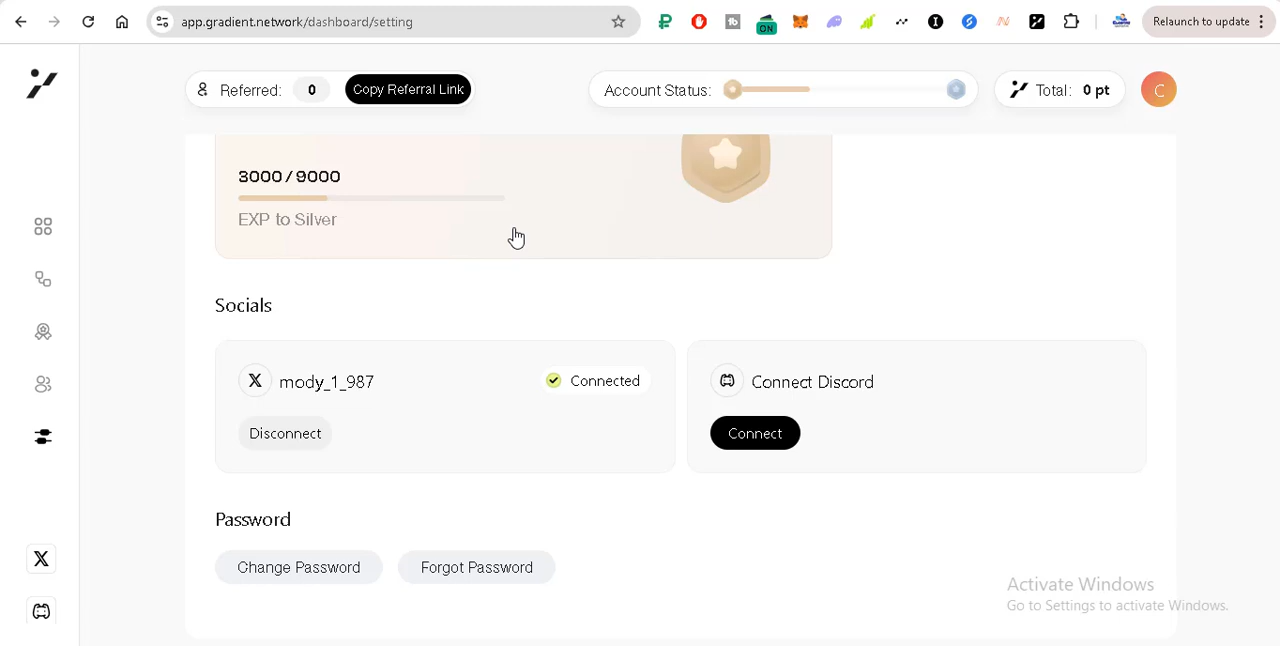 app.gradient.network/dashboard/setting
ON
Relaunch to update
Referred: 0 Copy Referral Link
Account Status:
Total: 0 pt
C
3000 / 9000
EXP to Silver
Socials
mody_1_987 Connected
Disconnect
Connect Discord
Connect
Password
Change Password Forgot Password
Activate Windows
Go to Settings to activate Windows.